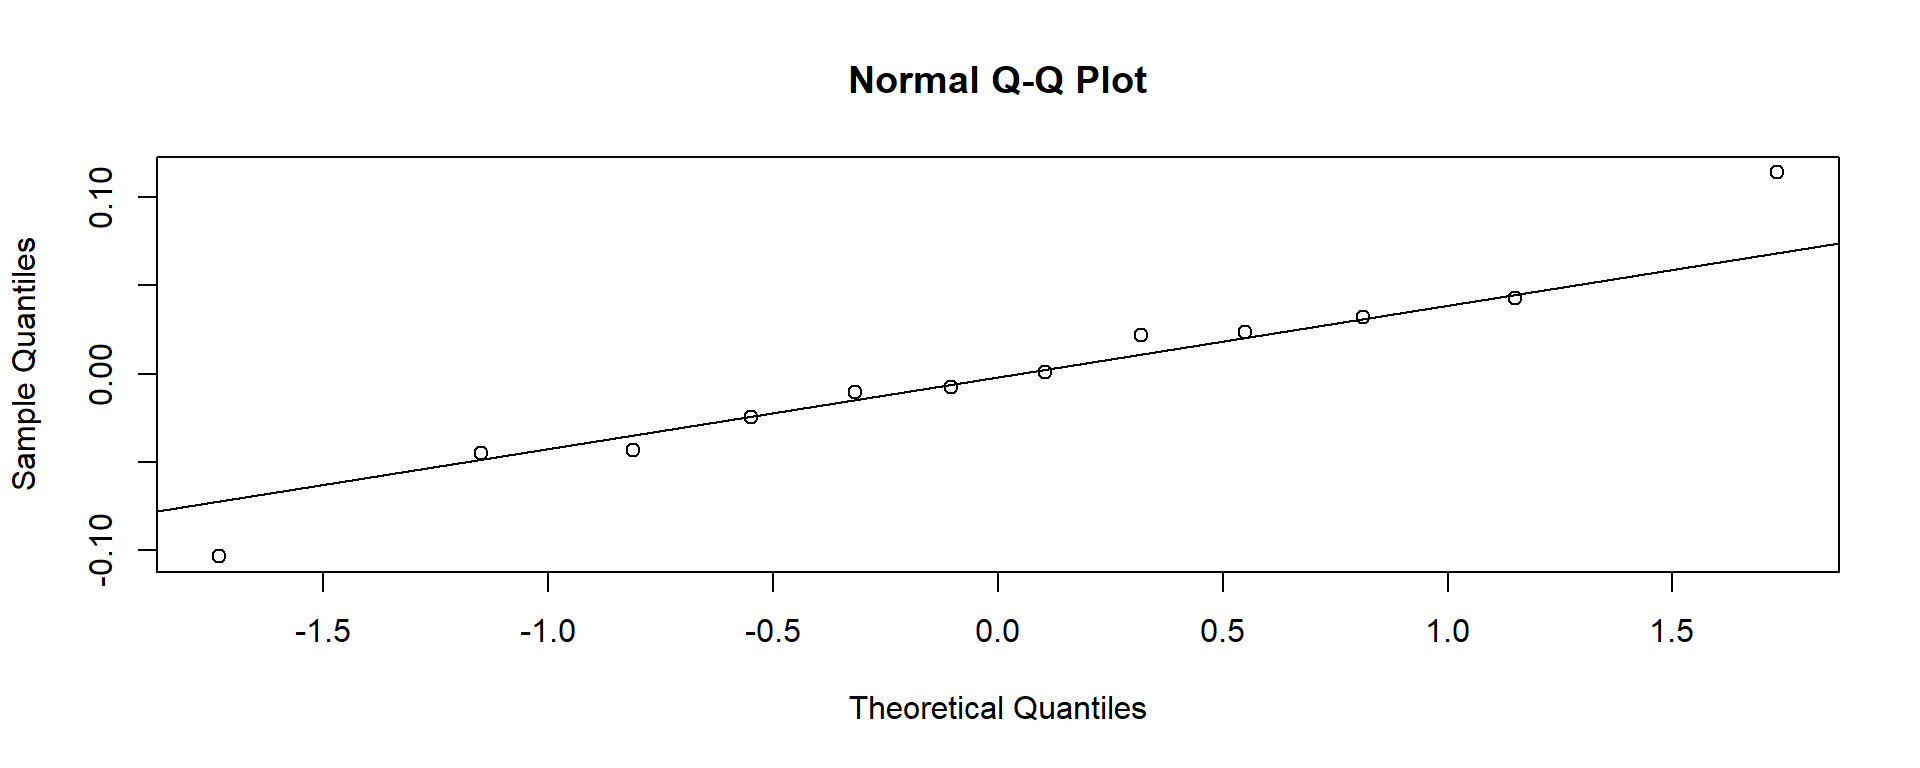 Normal Q-Q Plot
Sample Quantiles
0.10
0.00
-0.10
-1.5 -1.0 -0.5 0.0 0.5 1.0 1.5
Theoretical Quantiles